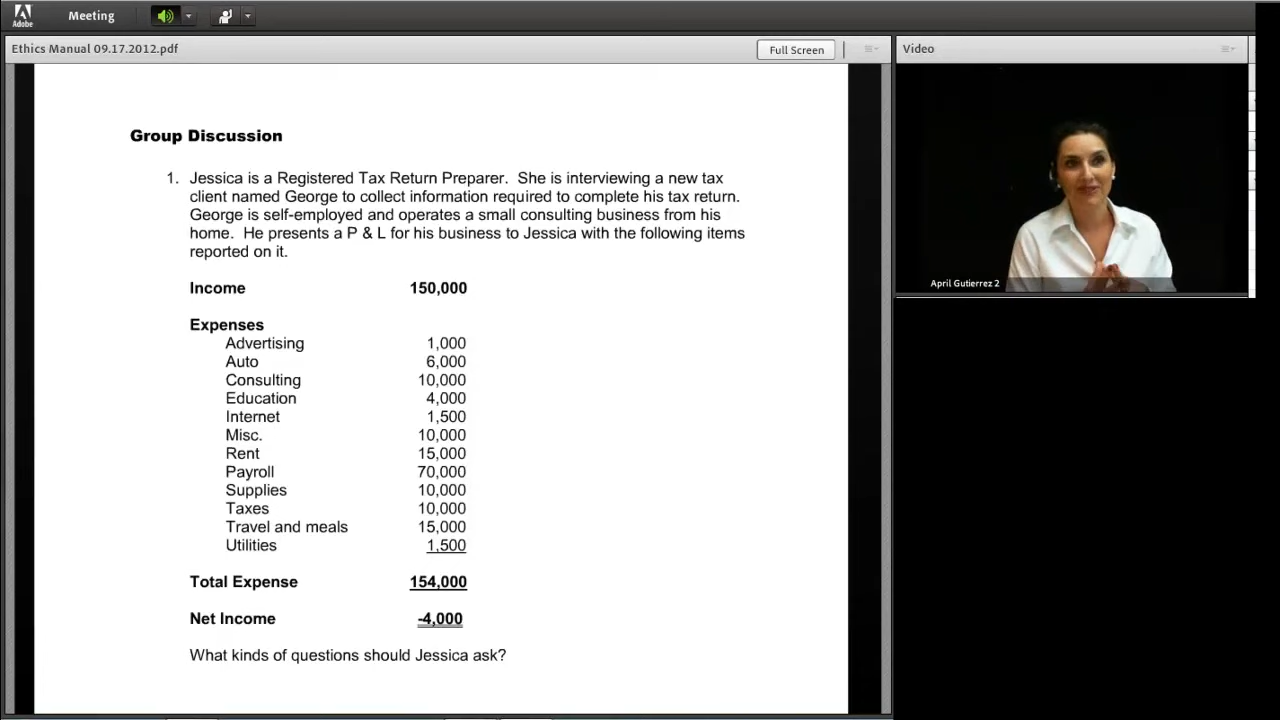 Adobe
Meeting
Ethics Manual 09.17.2012.pdf
Full Screen
Video
Group Discussion
1. Jessica is a Registered Tax Return Preparer. She is interviewing a new tax
client named George to collect information required to complete his tax return.
George is self-employed and operates a small consulting business from his
home. He presents a P & L for his business to Jessica with the following items
reported on it.
Income 150,000
Expenses
Advertising 1,000
Auto 6,000
Consulting 10,000
Education 4,000
Internet 1,500
Misc. 10,000
Rent 15,000
Payroll 70,000
Supplies 10,000
Taxes 10,000
Travel and meals 15,000
Utilities 1,500
Total Expense 154,000
Net Income -4,000
What kinds of questions should Jessica ask?
April Gutierrez 2